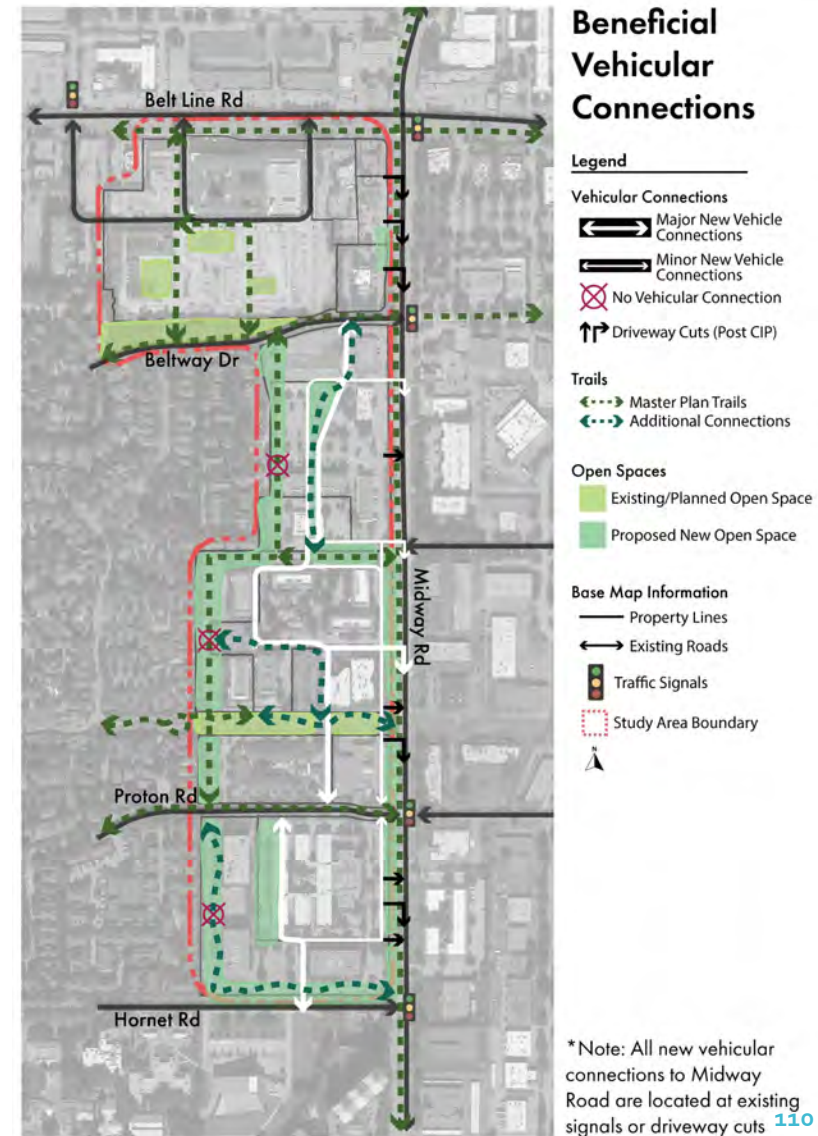 Beneficial
Vehicular
Connections
Legend
Vehicular Connections
Major New Vehicle
Connections
Minor New Vehicle
Connections
No Vehicular Connection
Driveway Cuts (Post CIP)
Trails
Master Plan Trails
Additional Connections
Open Spaces
Existing/Planned Open Space
Proposed New Open Space
Base Map Information
Property Lines
Existing Roads
Traffic Signals
Study Area Boundary
N
Belt Line Rd
Beltway Dr
Midway Rd
Proton Rd
Hornet Rd
*Note: All new vehicular
connections to Midway
Road are located at existing
signals or driveway cuts
110